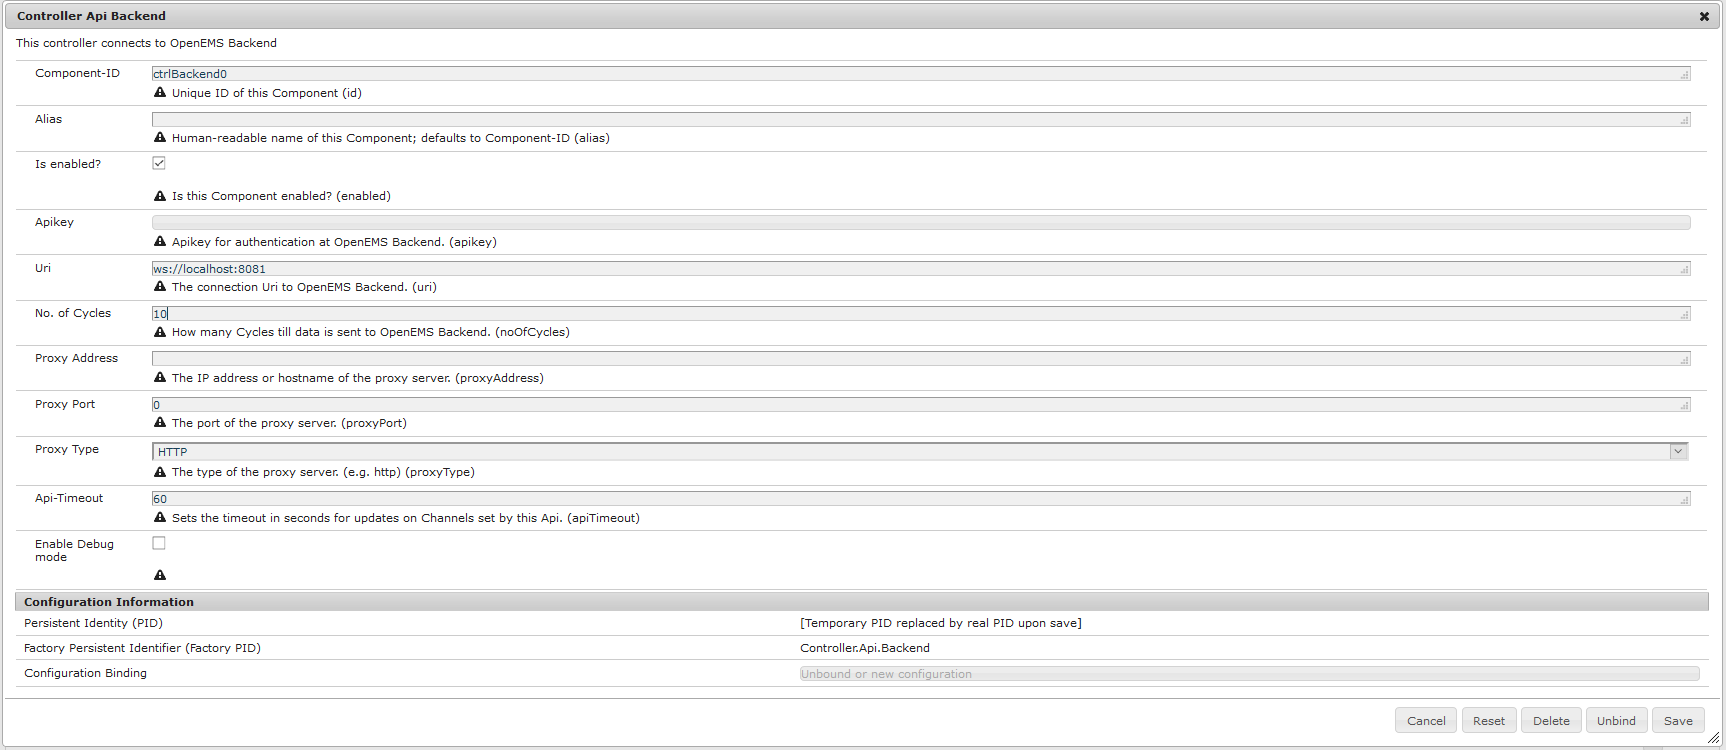 Controller Api Backend
This controller connects to OpenEMS Backend
Component-ID
ctrlBackend0
Unique ID of this Component (id)
Alias
Human-readable name of this Component; defaults to Component-ID (alias)
Is enabled?
Is this Component enabled? (enabled)
Apikey
Apikey for authentication at OpenEMS Backend. (apikey)
Uri
ws://localhost:8081
The connection Uri to OpenEMS Backend. (uri)
No. of Cycles
10
How many Cycles till data is sent to OpenEMS Backend. (noOfCycles)
Proxy Address
The IP address or hostname of the proxy server. (proxyAddress)
Proxy Port
0
The port of the proxy server. (proxyPort)
Proxy Type
HTTP
The type of the proxy server. (e.g. http) (proxyType)
Api-Timeout
60
Sets the timeout in seconds for updates on Channels set by this Api. (apiTimeout)
Enable Debug
mode
Configuration Information
Persistent Identity (PID)
[Temporary PID replaced by real PID upon save]
Factory Persistent Identifier (Factory PID)
Controller.Api.Backend
Configuration Binding
Unbound or new configuration
Cancel
Reset
Delete
Unbind
Save